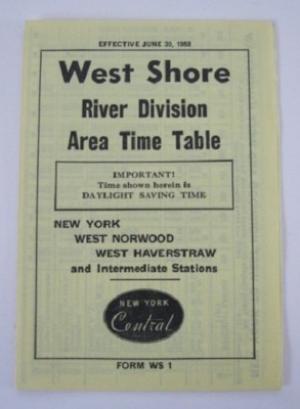 EFFECTIVE JUNE 30, 1958
West Shore
River Division
Area Time Table
IMPORTANT!
Time shown herein is
DAYLIGHT SAVING TIME
NEW YORK
WEST NORWOOD
WEST HAVERSTRAW
and Intermediate Stations
NEW YORK
Central
FORM WS 1